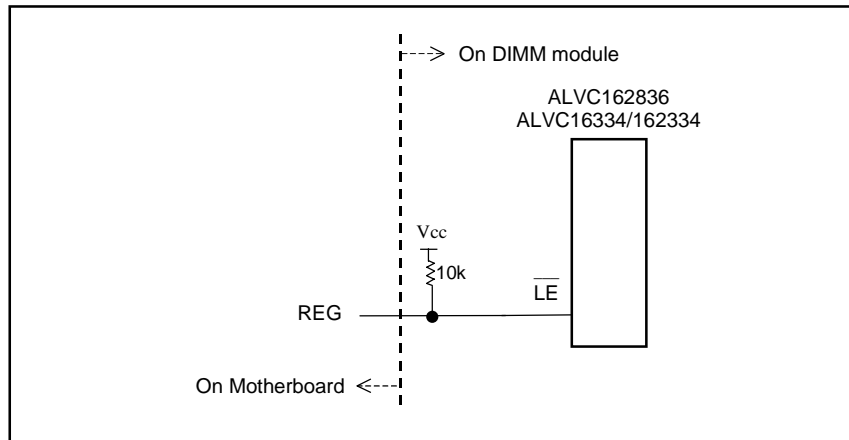 On DIMM module
ALVC162836
ALVC16334/162334
Vcc
10k
LE
REG
On Motherboard